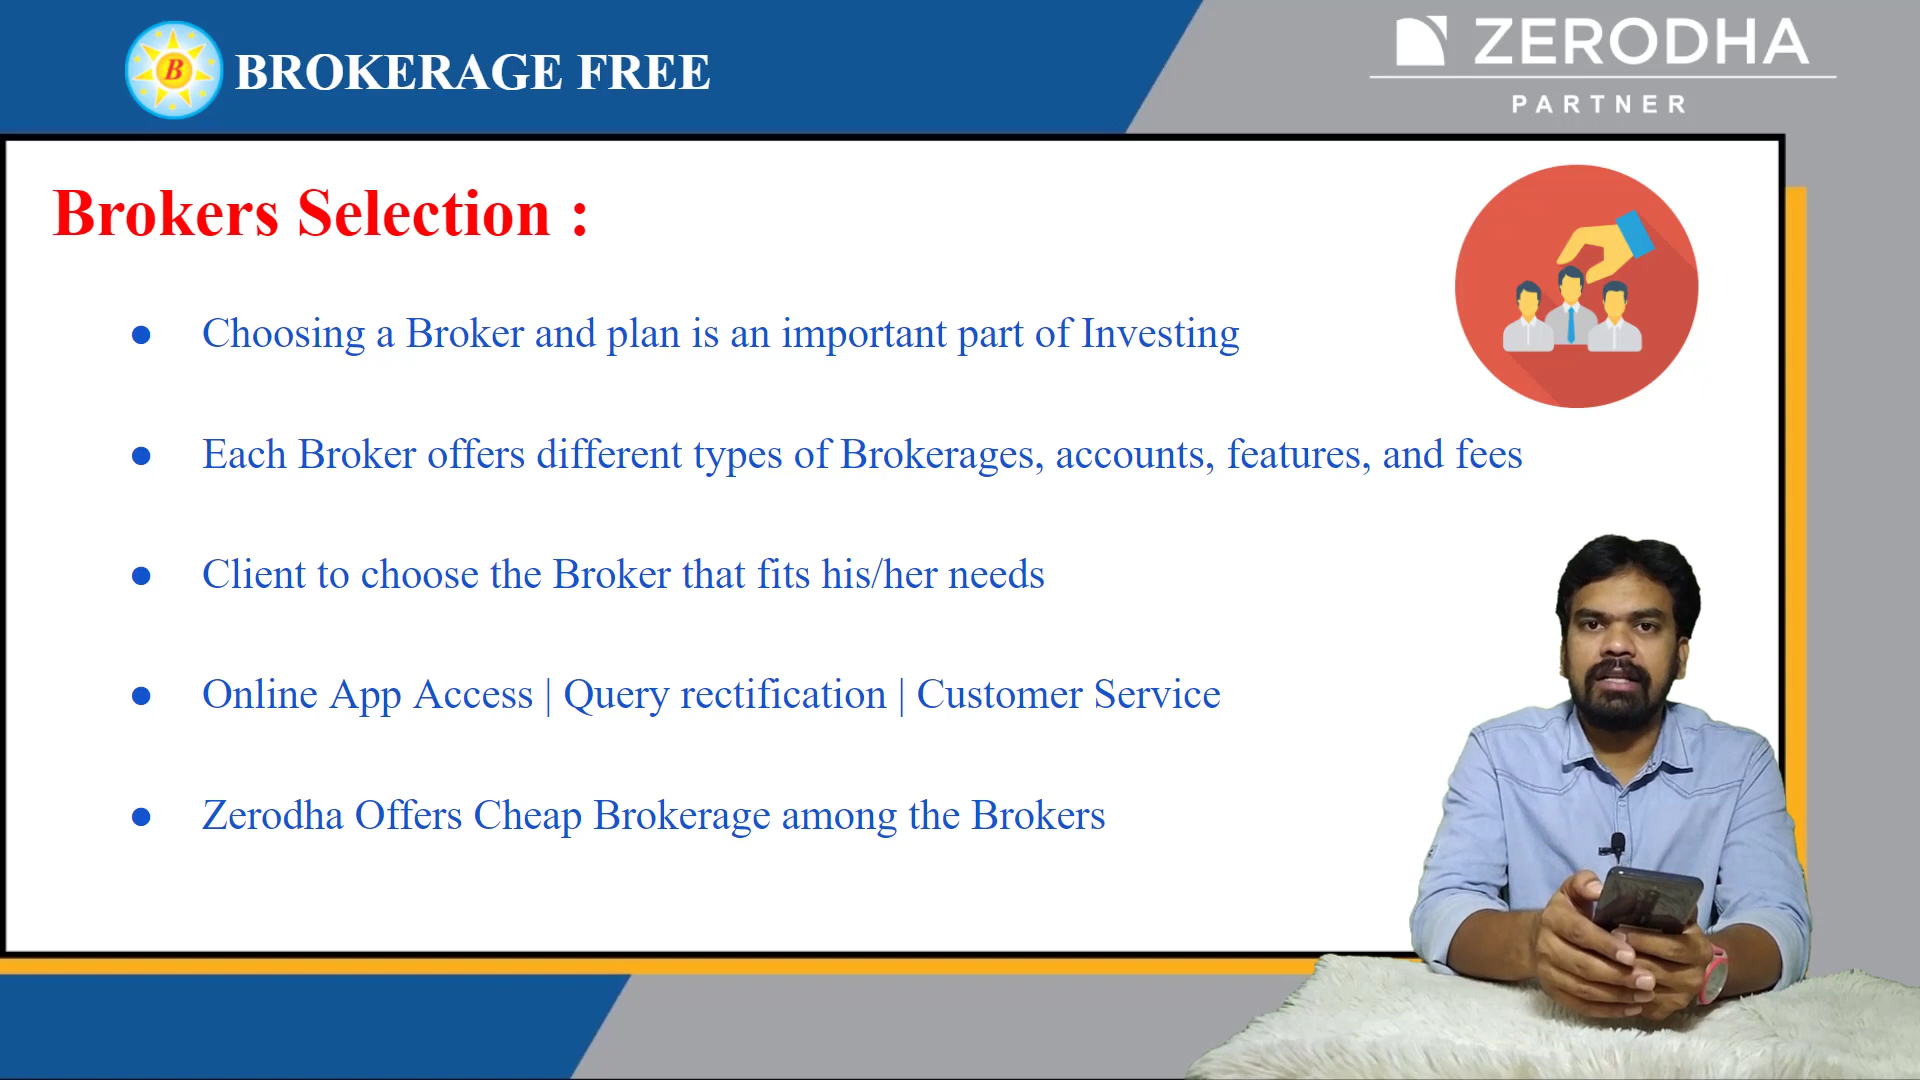 B BROKERAGE FREE
ZERODHA
PARTNER
Brokers Selection :
● Choosing a Broker and plan is an important part of Investing
● Each Broker offers different types of Brokerages, accounts, features, and fees
● Client to choose the Broker that fits his/her needs
● Online App Access | Query rectification | Customer Service
● Zerodha Offers Cheap Brokerage among the Brokers